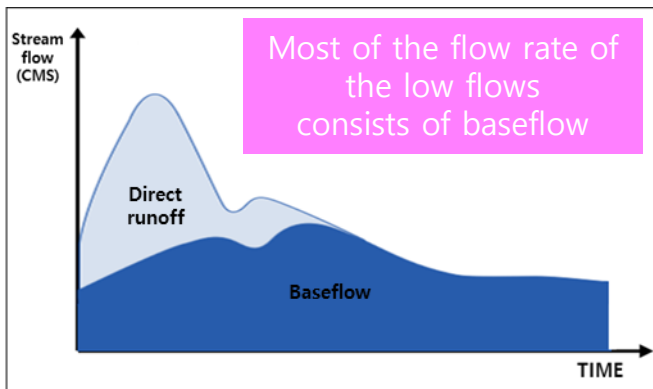 Stream
flow
(CMS)
Most of the flow rate of
the low flows
consists of baseflow
Direct
runoff
Baseflow
TIME